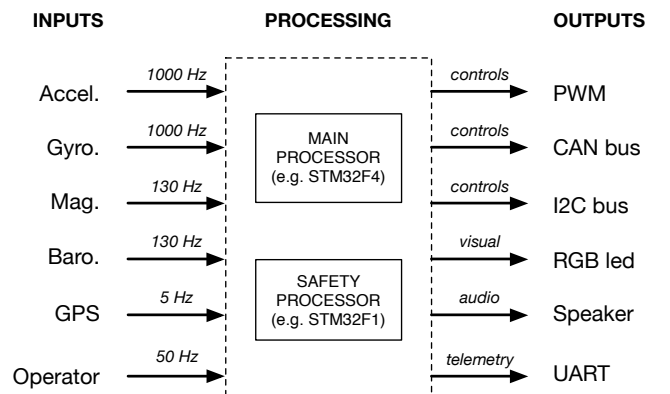 INPUTS PROCESSING OUTPUTS
Accel. 1000 Hz controls PWM
Gyro. 1000 Hz controls CAN bus
MAIN
PROCESSOR
(e.g. STM32F4)
Mag. 130 Hz controls I2C bus
Baro. 130 Hz visual RGB led
SAFETY
PROCESSOR
(e.g. STM32F1)
GPS 5 Hz audio Speaker
Operator 50 Hz telemetry UART